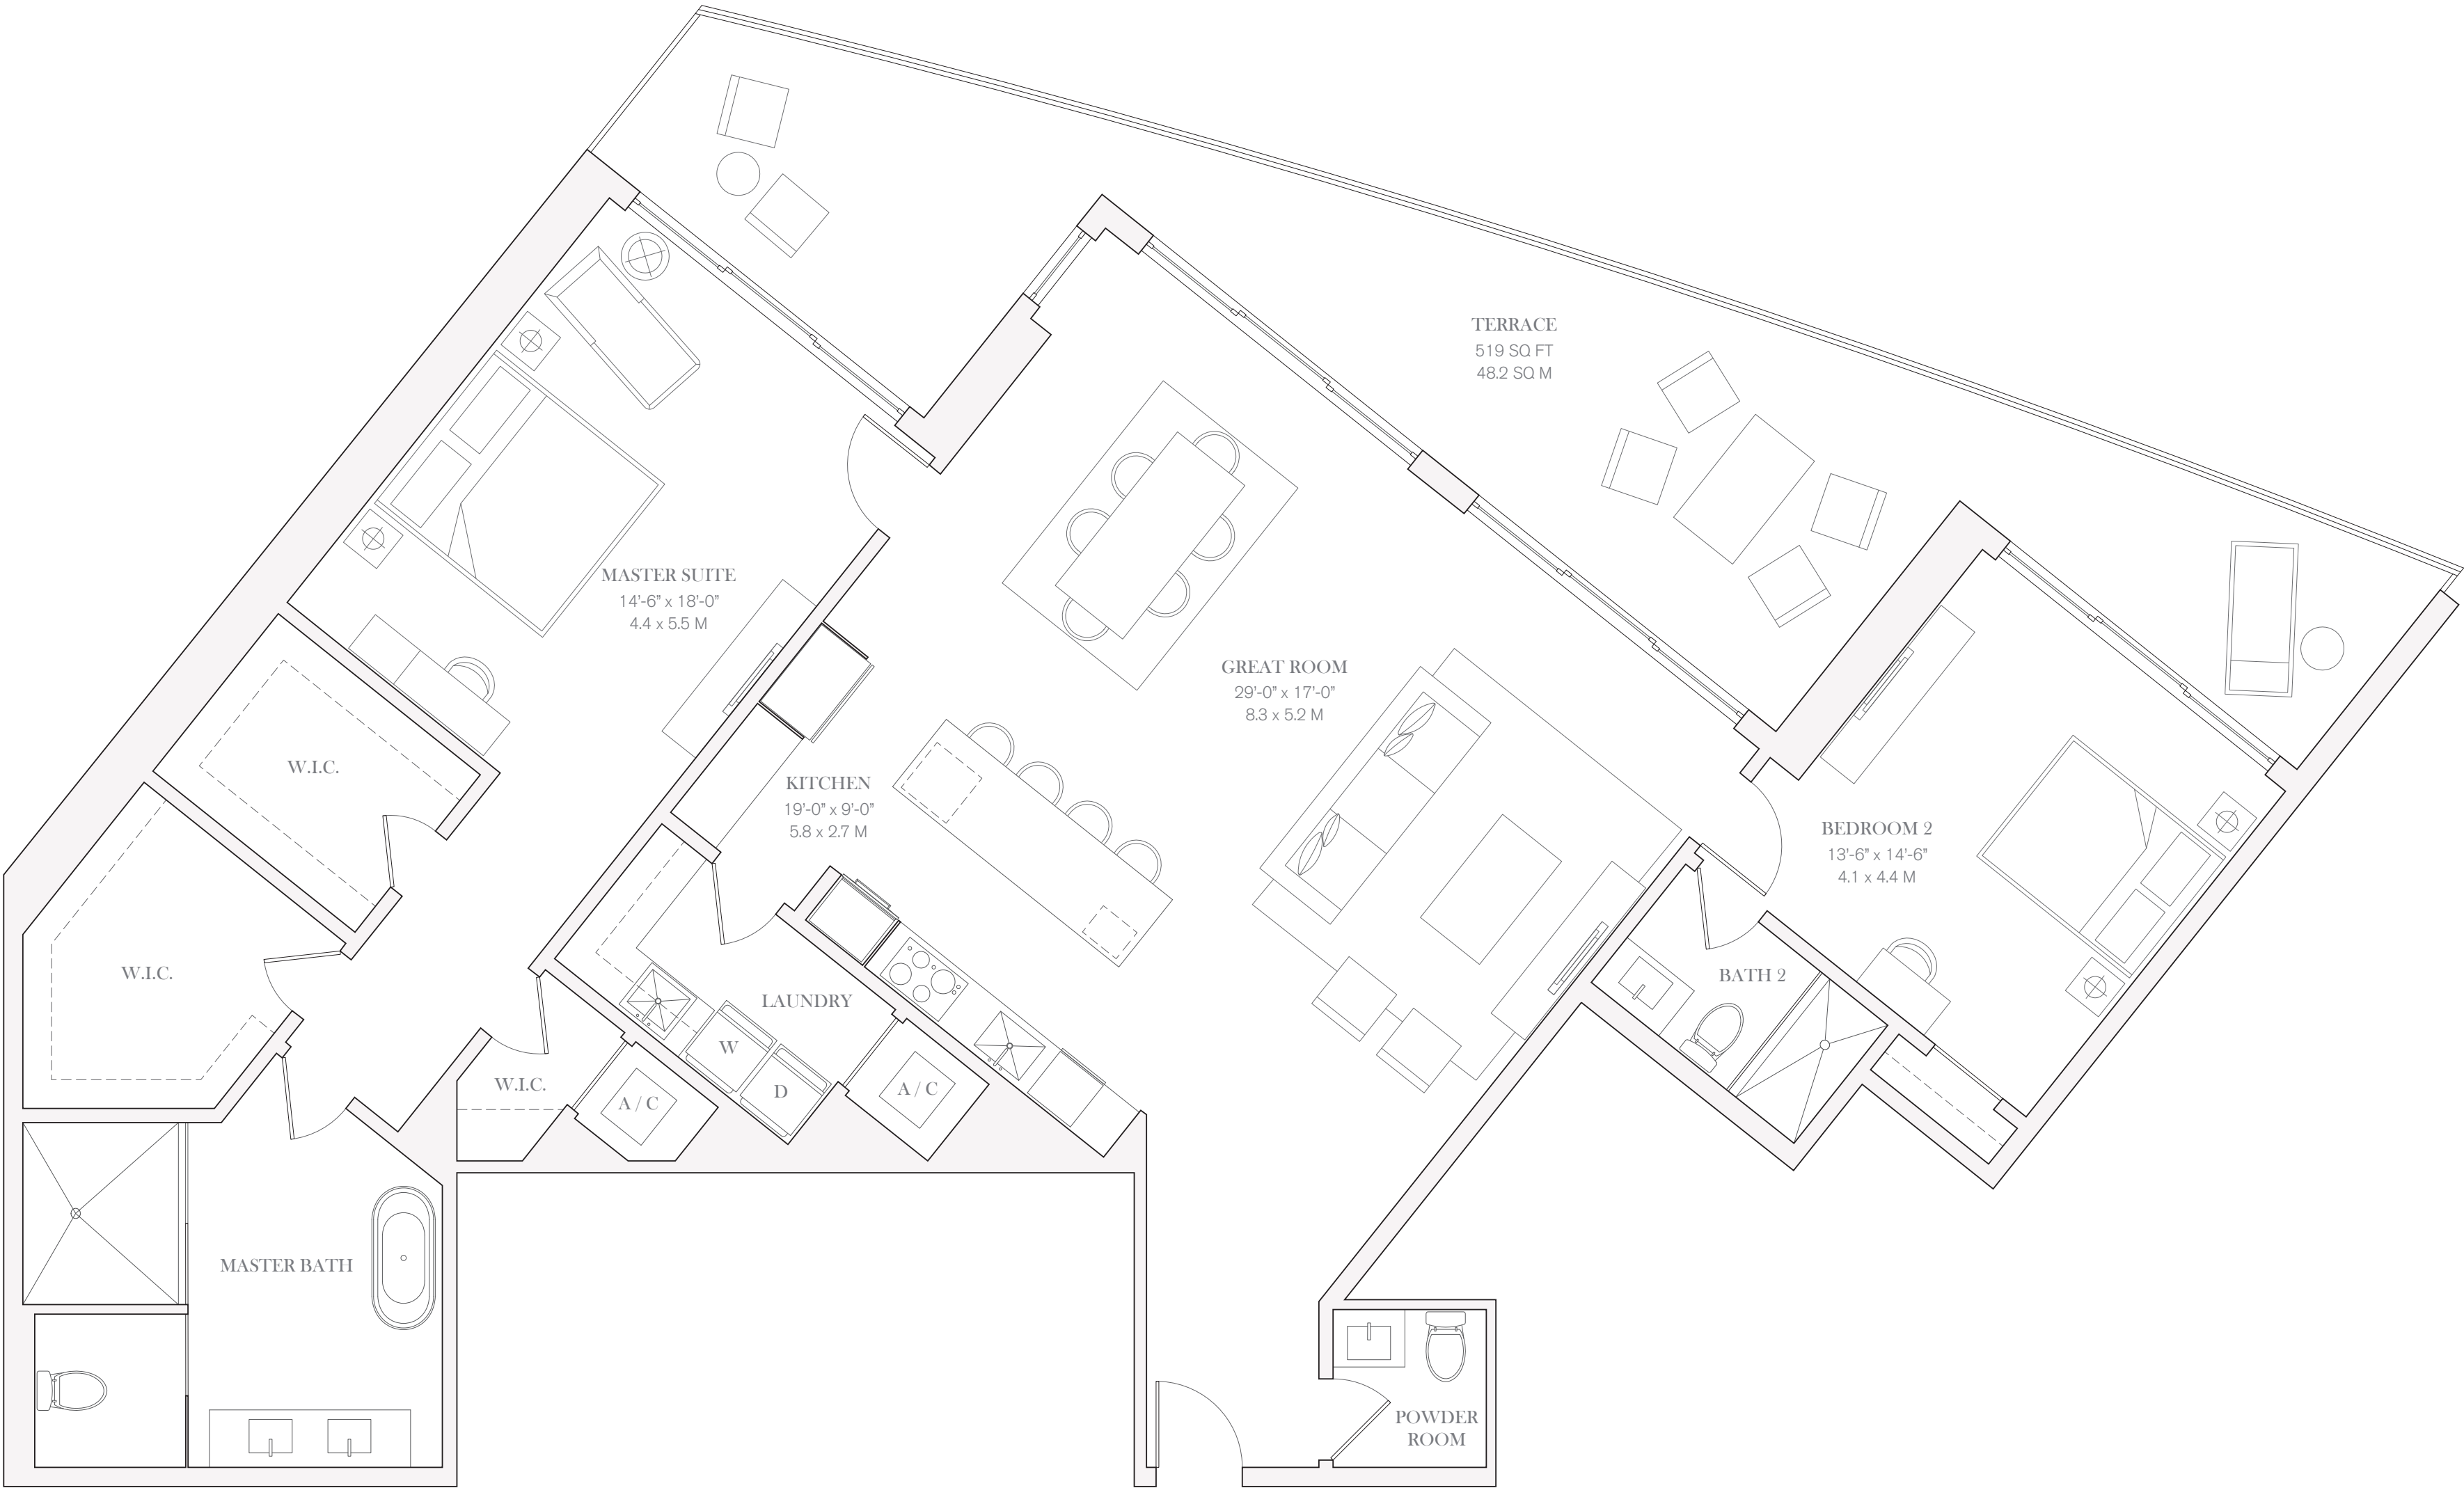 TERRACE
519 SQ FT
48.2 SQ M
MASTER SUITE
14'-6" x 18'-0"
4.4 x 5.5 M
GREAT ROOM
29'-0" x 17'-0"
8.3 x 5.2 M
W.I.C.
KITCHEN
19'-0" x 9'-0"
5.8 x 2.7 M
BEDROOM 2
13'-6" x 14'-6"
4.1 x 4.4 M
W.I.C.
BATH 2
LAUNDRY
W
D
W.I.C.
A / C
A / C
MASTER BATH
POWDER
ROOM